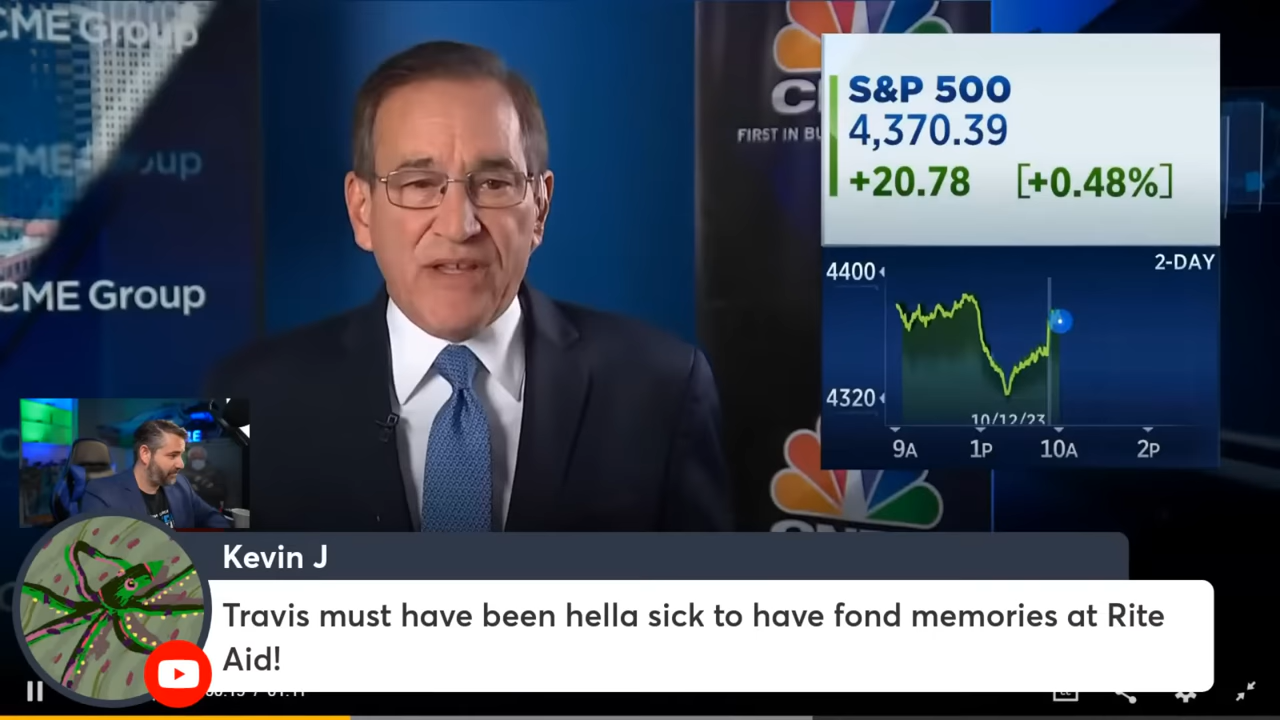 CME Group
CME Group
CME Group
FIRST IN BU
S&P 500
4,370.39
+20.78 [+0.48%]
2-DAY
4400
4320
10/12/23
9A 1P 10A 2P
Kevin J
Travis must have been hella sick to have fond memories at Rite
Aid!